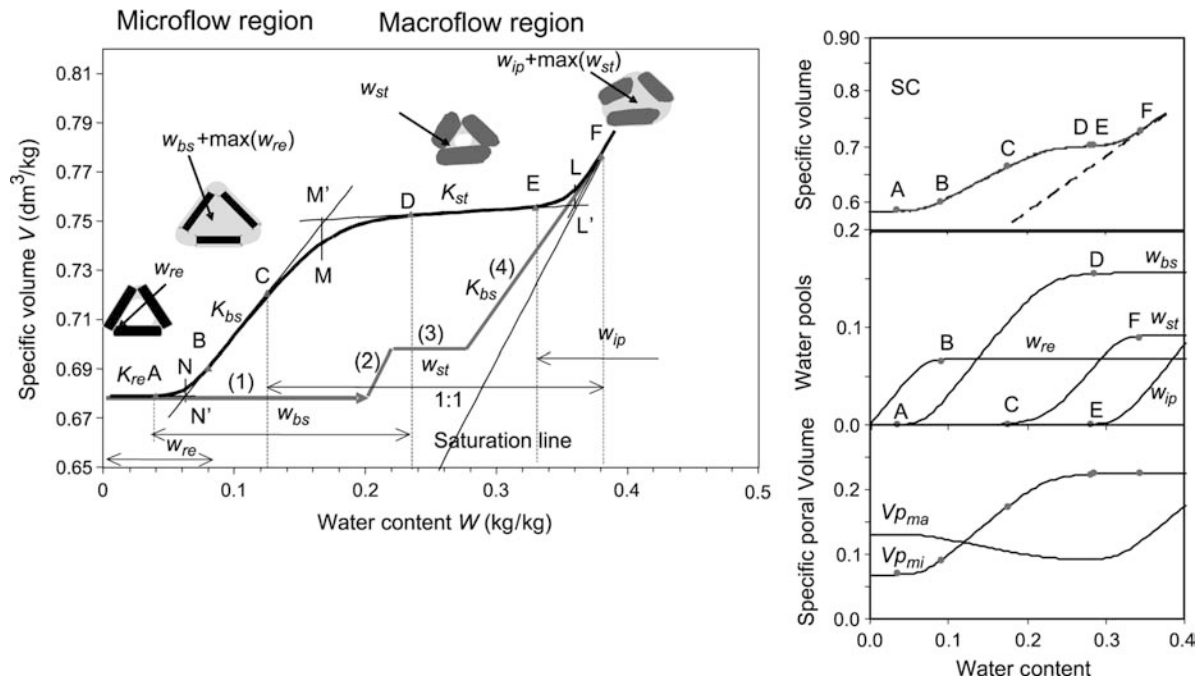 Microflow region
Macroflow region
Specific volume V (dm³/kg)
0.81
0.79
0.77
0.75
0.73
0.71
0.69
0.67
0.65
w_ip+max(w_st)
w_st
w_bs+max(w_re)
w_re
F
L
E
K_st
D
M'
L'
M
C
(4)
K_bs
K_bs
B
(3)
w_ip
(2)
w_st
K_re A
N
(1)
1:1
N'
w_bs
w_re
Saturation line
0
0.1
0.2
0.3
0.4
0.5
Water content W (kg/kg)
Specific volume
0.90
0.8
0.7
0.6
0.2
SC
A
B
C
D
E
F
Water pools
0.1
0.0
D
w_bs
B
F
w_st
w_re
A
C
E
w_ip
Specific poral Volume
0.2
0.1
0.0
Vp_ma
Vp_mi
0.0
0.1
0.2
0.3
0.4
Water content